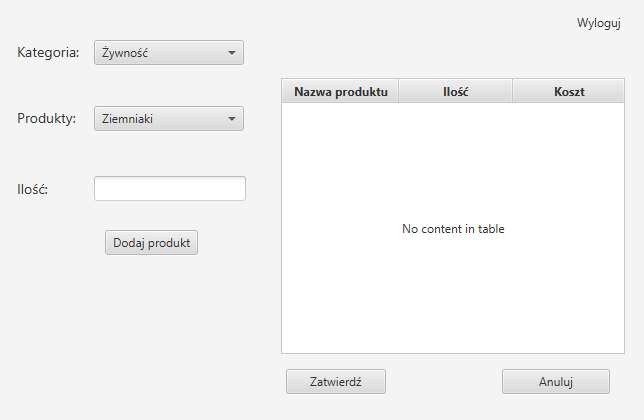 Wyloguj
Kategoria: Żywność
Produkty: Ziemniaki
Ilość:
Dodaj produkt
Nazwa produktu Ilość Koszt
No content in table
Zatwierdź Anuluj